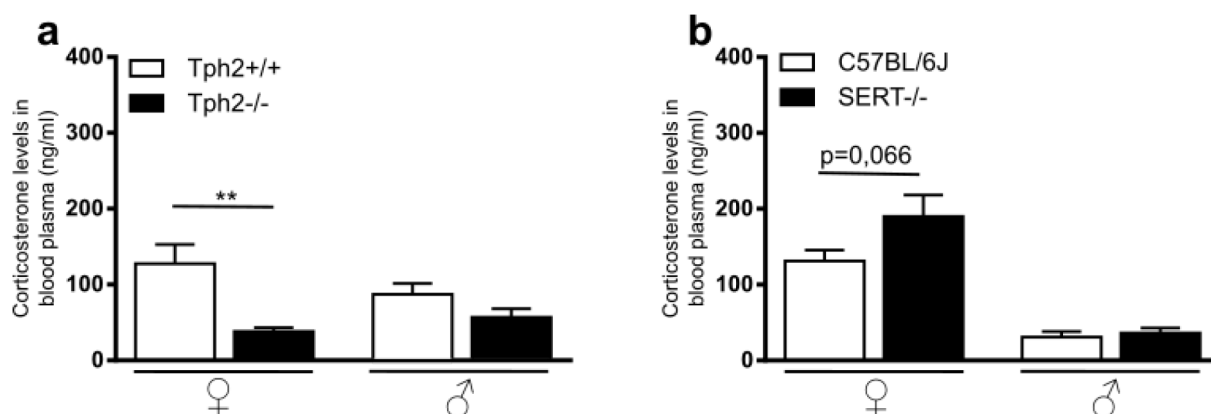 a
400
300
200
100
0
Corticosterone levels in
blood plasma (ng/ml)
Tph2+/+
Tph2-/-
**
♀
♂
b
400
300
200
100
0
Corticosterone levels in
blood plasma (ng/ml)
C57BL/6J
SERT-/-
p=0,066
♀
♂